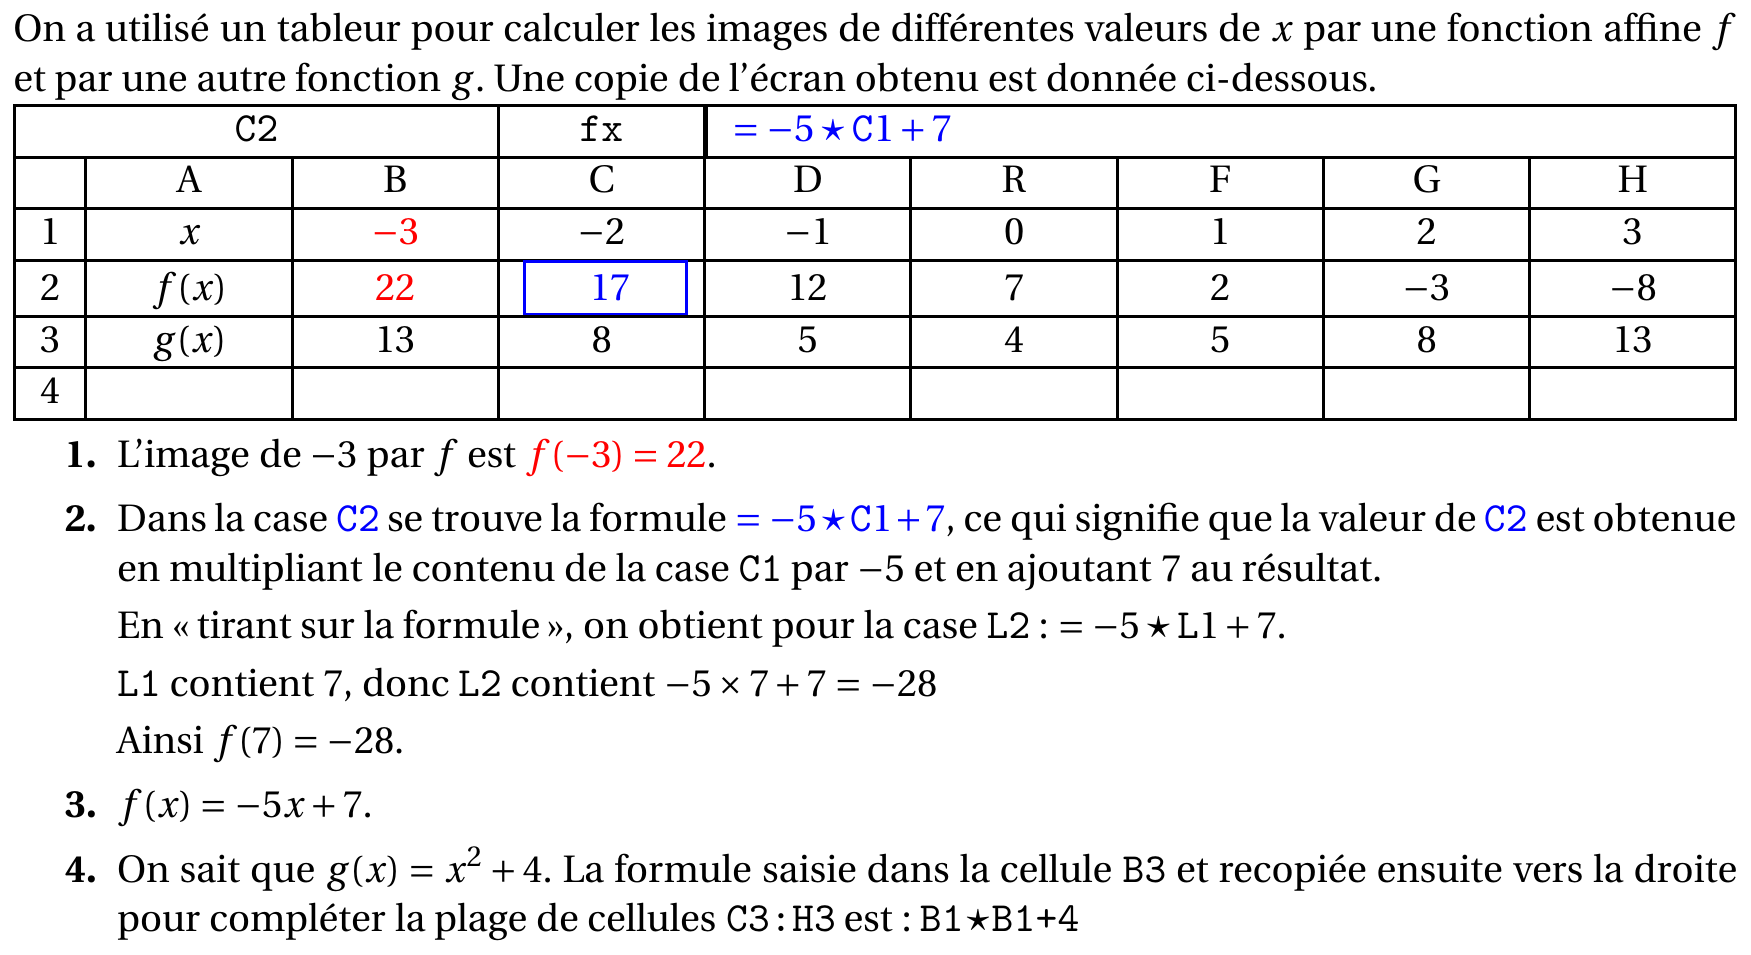 On a utilisé un tableur pour calculer les images de différentes valeurs de x par une fonction affine f
et par une autre fonction g. Une copie de l'écran obtenu est donnée ci-dessous.
C2 fx = −5⋆C1+7
A B C D R F G H
1 x −3 −2 −1 0 1 2 3
2 f(x) 22 17 12 7 2 −3 −8
3 g(x) 13 8 5 4 5 8 13
4
1. L'image de −3 par f est f(−3) = 22.
2. Dans la case C2 se trouve la formule = −5⋆C1+7, ce qui signifie que la valeur de C2 est obtenue
en multipliant le contenu de la case C1 par −5 et en ajoutant 7 au résultat.
En « tirant sur la formule », on obtient pour la case L2 : = −5⋆L1+7.
L1 contient 7, donc L2 contient −5 × 7 + 7 = −28
Ainsi f(7) = −28.
3. f(x) = −5x + 7.
4. On sait que g(x) = x² + 4. La formule saisie dans la cellule B3 et recopiée ensuite vers la droite
pour compléter la plage de cellules C3:H3 est : B1⋆B1+4